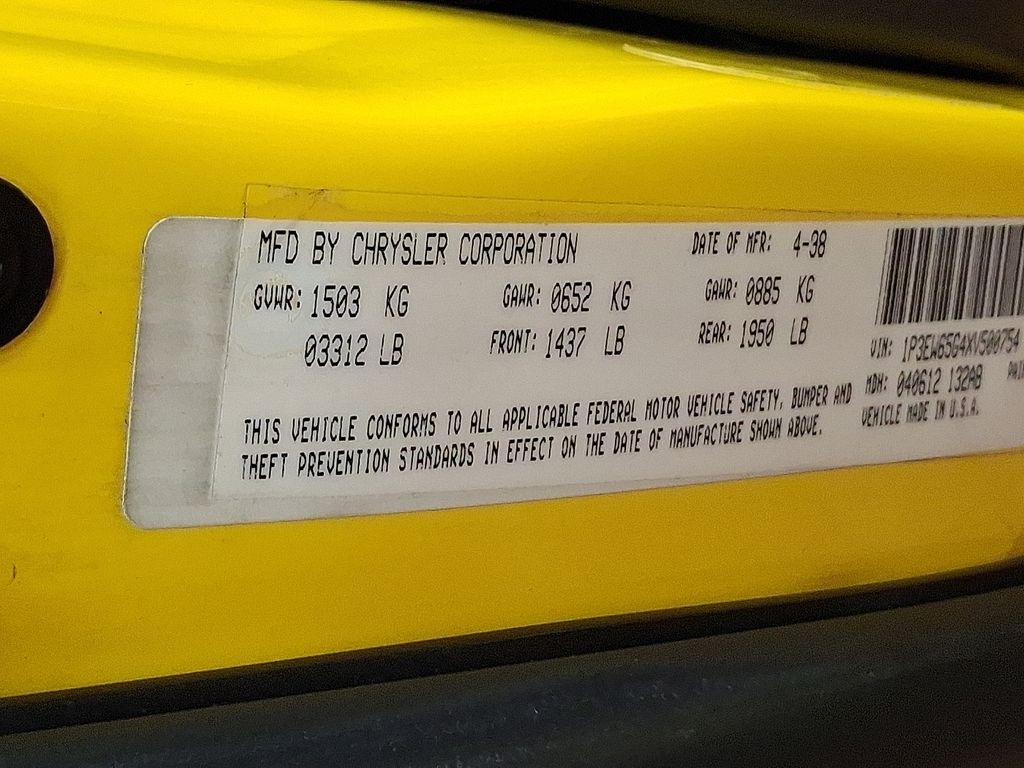 MFD BY CHRYSLER CORPORATION DATE OF MFR: 4-98
GVWR: 1503 KG GAWR: 0652 KG GAWR: 0885 KG
03312 LB FRONT: 1437 LB REAR: 1950 LB
VIN: 1P3EW65G4XV500754
MDH: 040612 132AB
THIS VEHICLE CONFORMS TO ALL APPLICABLE FEDERAL MOTOR VEHICLE SAFETY, BUMPER AND
THEFT PREVENTION STANDARDS IN EFFECT ON THE DATE OF MANUFACTURE SHOWN ABOVE.
VEHICLE MADE IN U.S.A.